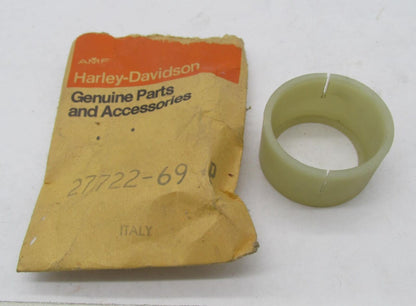 AMF
Harley-Davidson
Genuine Parts
and Accessories
27722-69
ITALY